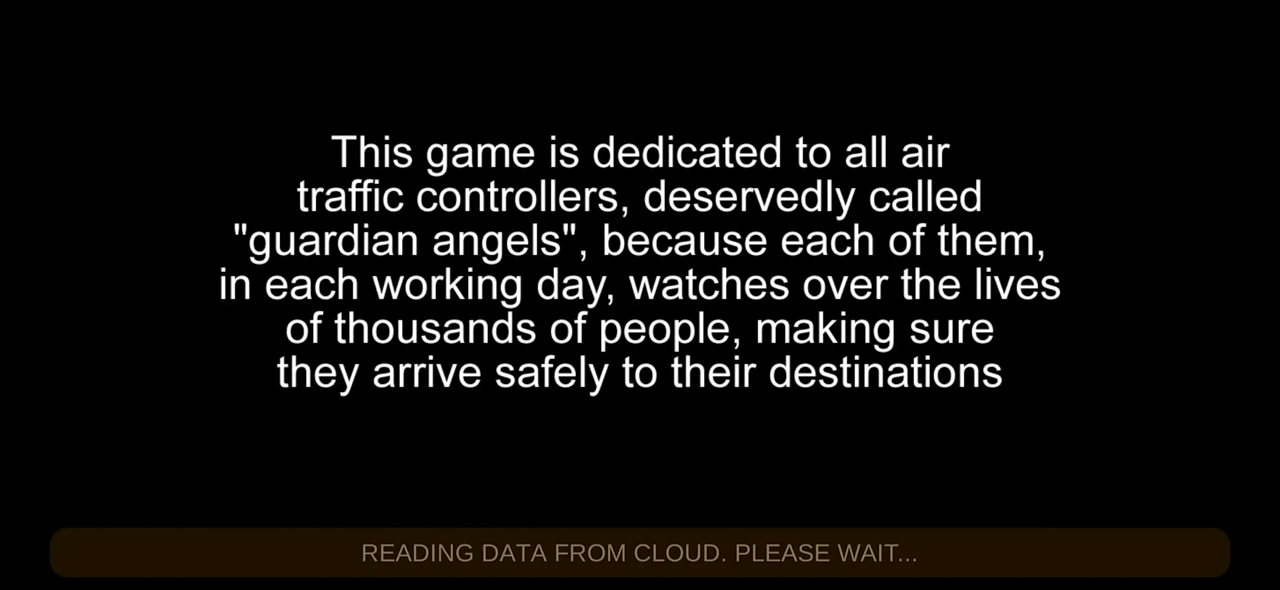 This game is dedicated to all air
traffic controllers, deservedly called
"guardian angels", because each of them,
in each working day, watches over the lives
of thousands of people, making sure
they arrive safely to their destinations
READING DATA FROM CLOUD. PLEASE WAIT...